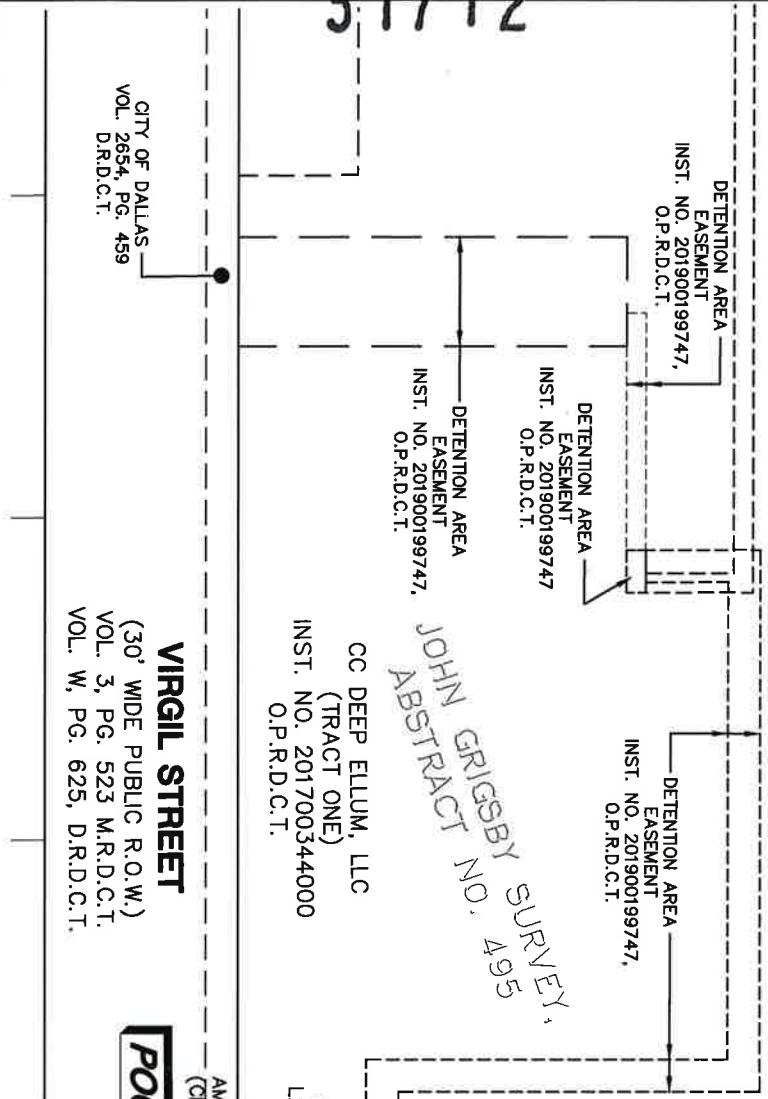 DETENTION AREA
EASEMENT
INST. NO. 201900199747,
O.P.R.D.C.T.
DETENTION AREA
EASEMENT
INST. NO. 201900199747,
O.P.R.D.C.T.
DETENTION AREA
EASEMENT
INST. NO. 201900199747
O.P.R.D.C.T.
DETENTION AREA
EASEMENT
INST. NO. 201900199747,
O.P.R.D.C.T.
JOHN GRIGSBY SURVEY,
ABSTRACT NO. 495
CC DEEP ELLUM, LLC
(TRACT ONE)
INST. NO. 201700344000
O.P.R.D.C.T.
CITY OF DALLAS
VOL. 2654, PG. 459
D.R.D.C.T.
VIRGIL STREET
(30' WIDE PUBLIC R.O.W.)
VOL. 3, PG. 523 M.R.D.C.T.
VOL. W, PG. 625, D.R.D.C.T.